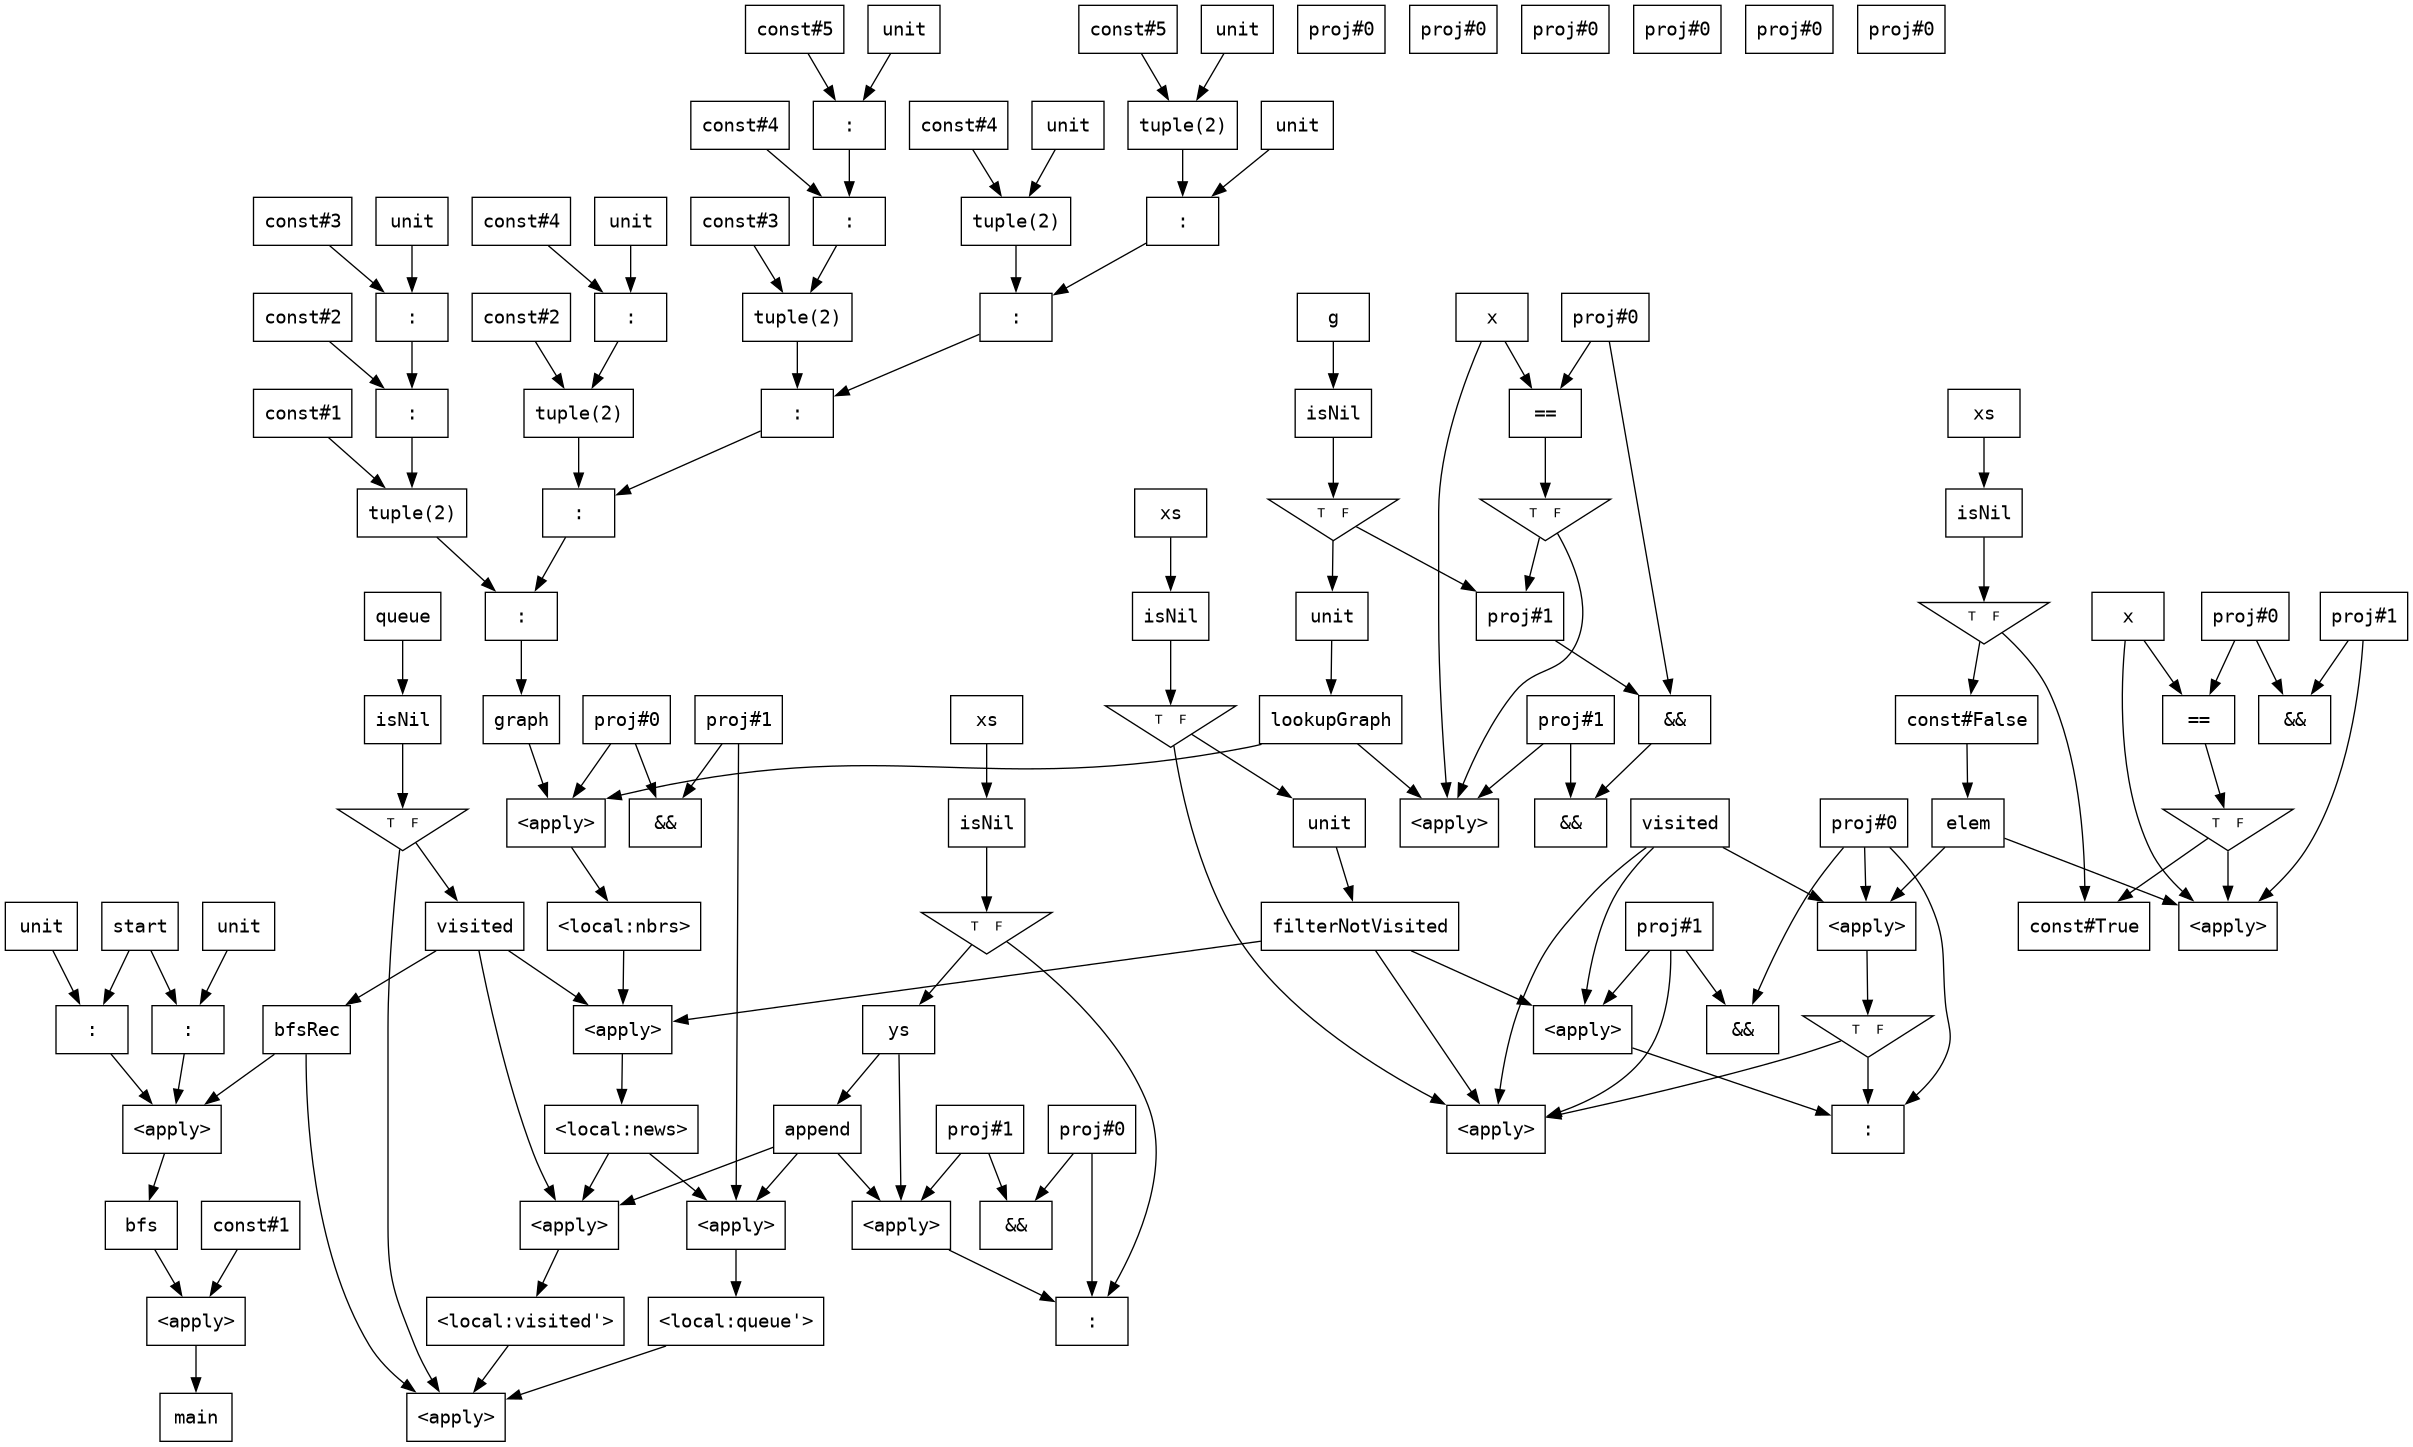 const#5 unit const#5 unit proj#0 proj#0 proj#0 proj#0 proj#0 proj#0
const#4 : const#4 unit tuple(2) unit
const#3 unit const#4 unit const#3 : tuple(2) :
const#2 : const#2 : tuple(2) : g x proj#0
const#1 : tuple(2) : isNil == xs
tuple(2) : xs T F T F isNil
queue : isNil unit proj#1 T F x proj#0 proj#1
isNil graph proj#0 proj#1 xs T F lookupGraph proj#1 && const#False == &&
T F <apply> && isNil unit <apply> && visited proj#0 elem T F
unit start unit visited <local:nbrs> T F filterNotVisited proj#1 <apply> const#True <apply>
: : bfsRec <apply> ys <apply> && T F
<apply> <local:news> append proj#1 proj#0 <apply> :
bfs const#1 <apply> <apply> <apply> &&
<apply> <local:visited'> <local:queue'> :
main <apply>